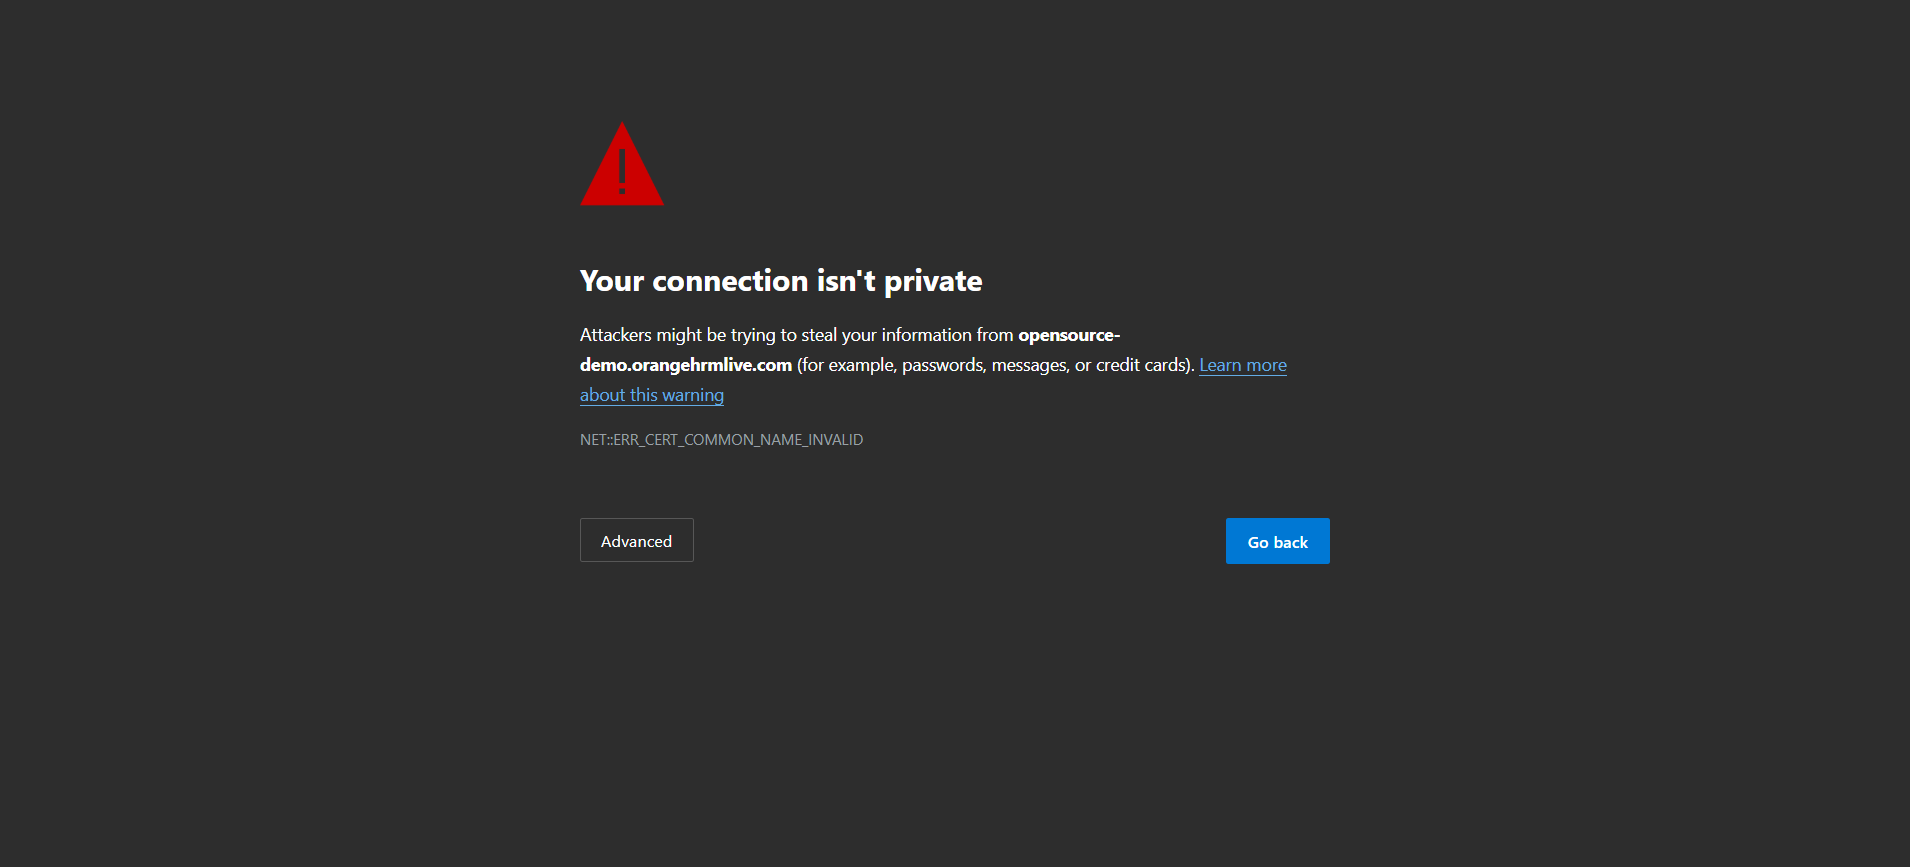 !
Your connection isn't private
Attackers might be trying to steal your information from opensource-
demo.orangehrmlive.com (for example, passwords, messages, or credit cards). Learn more
about this warning
NET::ERR_CERT_COMMON_NAME_INVALID
Advanced
Go back